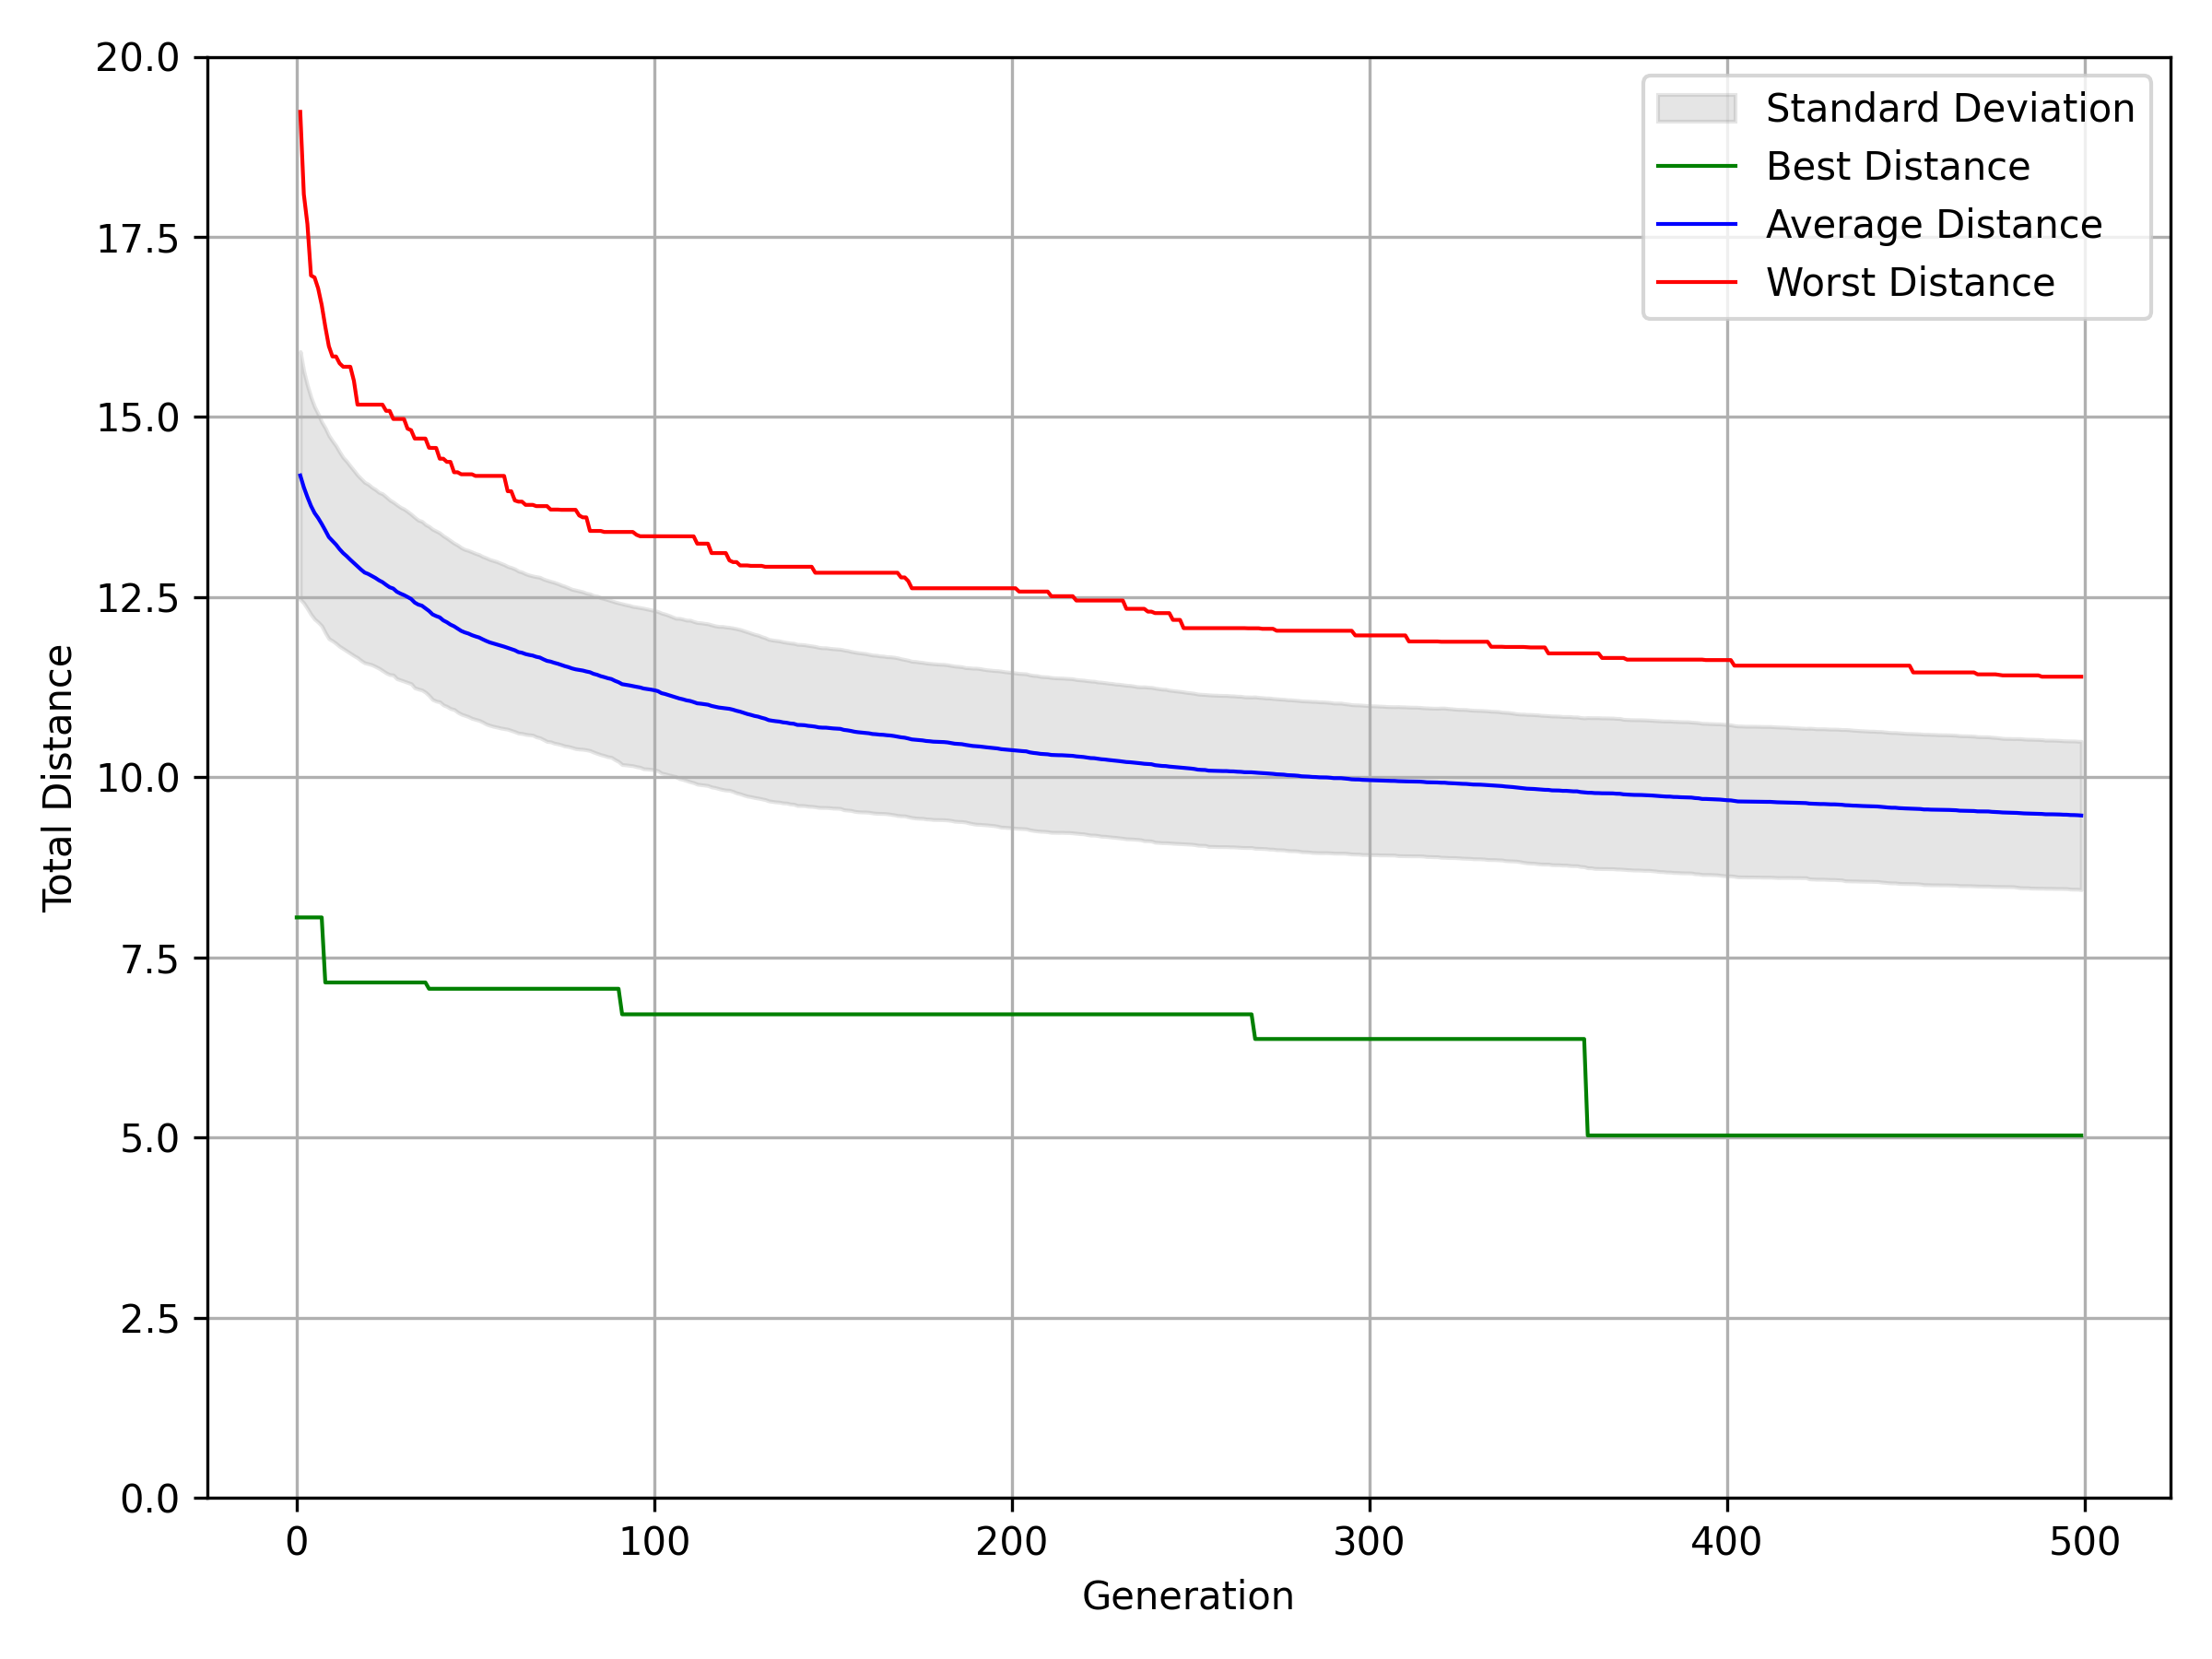 20.0
17.5
15.0
12.5
10.0
7.5
5.0
2.5
0.0
Total Distance
Standard Deviation
Best Distance
Average Distance
Worst Distance
0 100 200 300 400 500
Generation